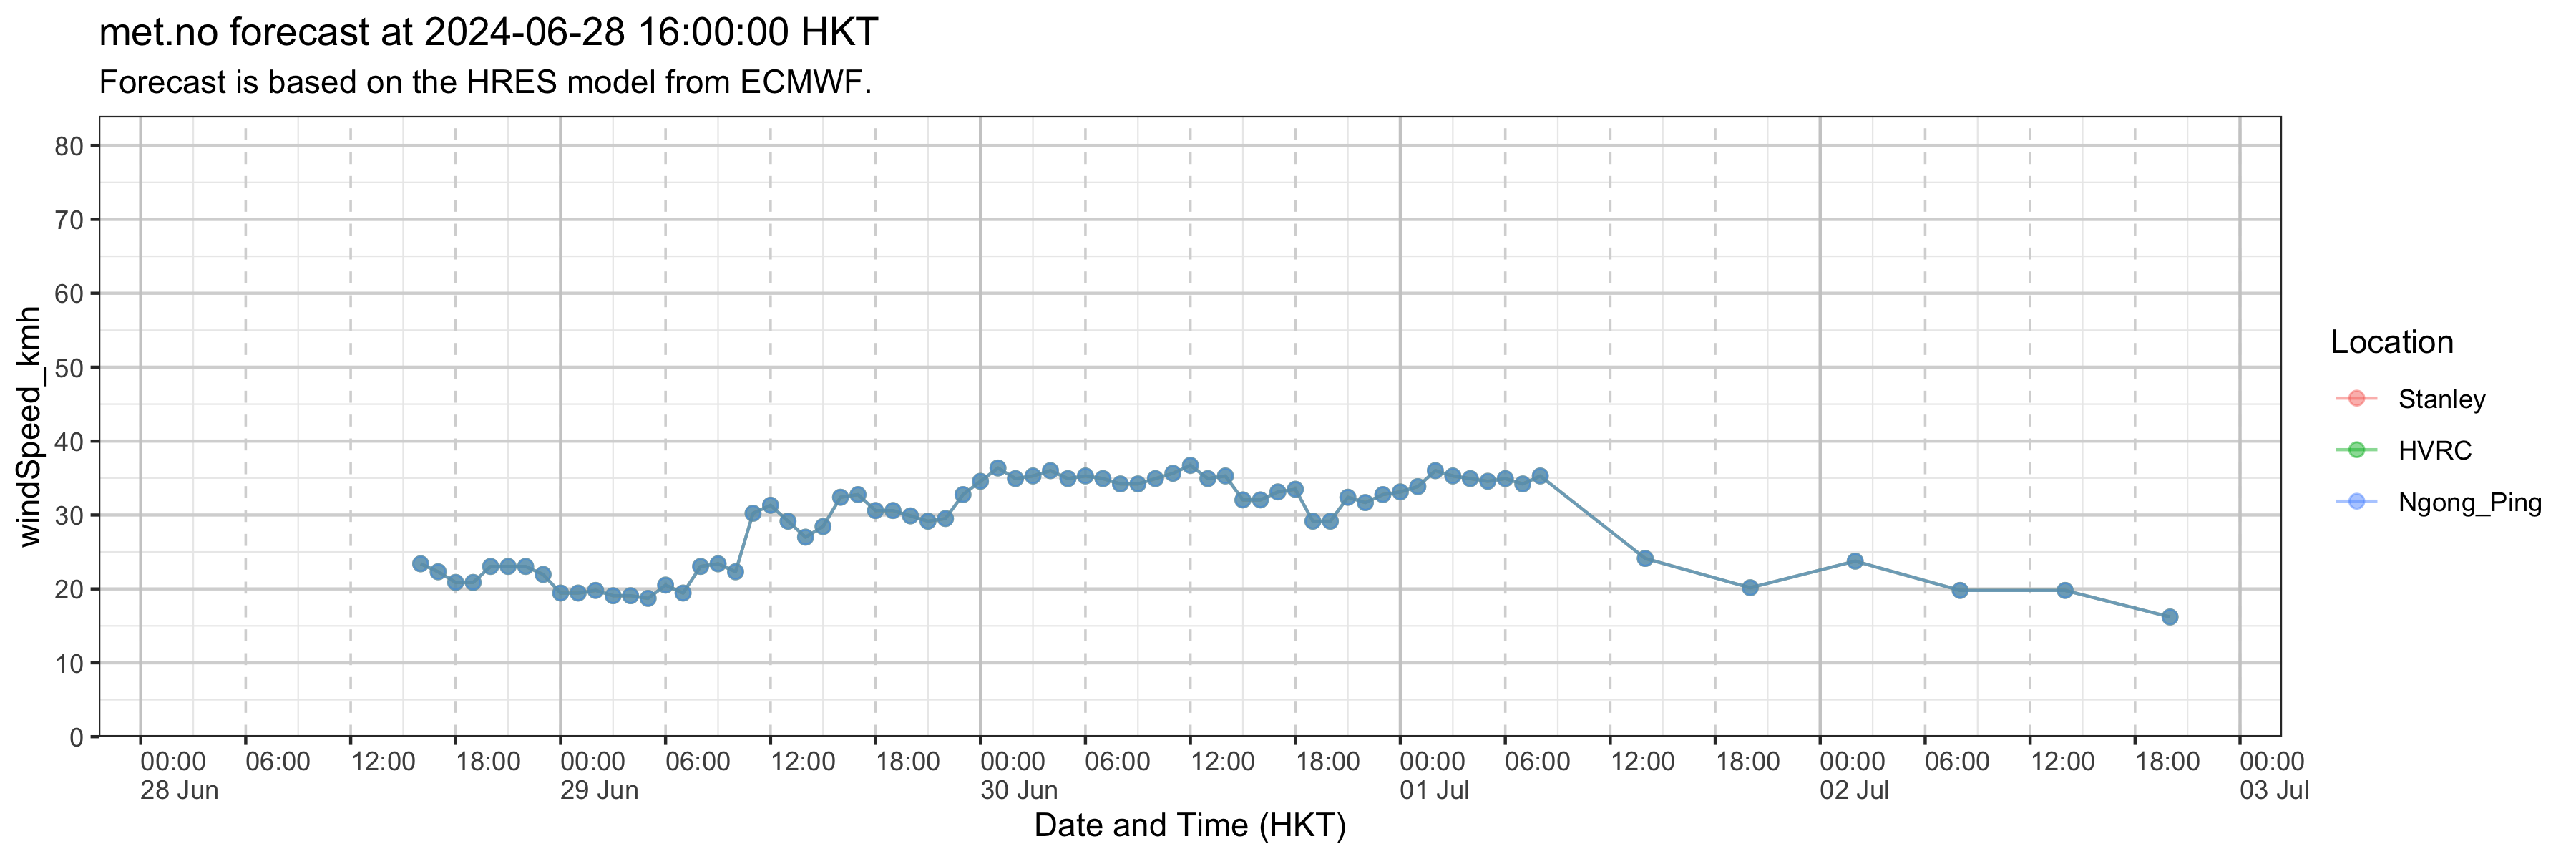 met.no forecast at 2024-06-28 16:00:00 HKT
Forecast is based on the HRES model from ECMWF.
windSpeed_kmh
80
70
60
50
40
30
20
10
0
00:00 06:00 12:00 18:00 00:00 06:00 12:00 18:00 00:00 06:00 12:00 18:00 00:00 06:00 12:00 18:00 00:00 06:00 12:00 18:00 00:00
28 Jun 29 Jun 30 Jun 01 Jul 02 Jul 03 Jul
Date and Time (HKT)
Location
Stanley
HVRC
Ngong_Ping